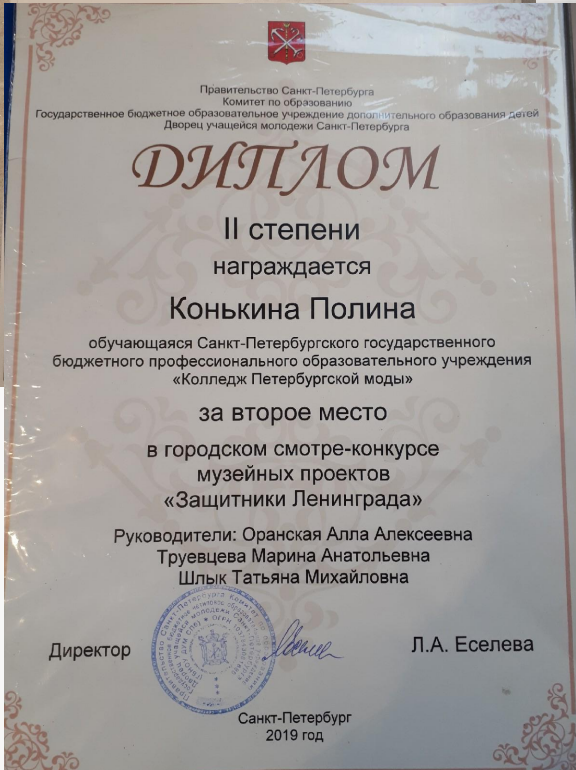 Правительство Санкт-Петербурга
Комитет по образованию
Государственное бюджетное образовательное учреждение дополнительного образования детей
Дворец учащейся молодежи Санкт-Петербурга
ДИПЛОМ
II степени
награждается
Конькина Полина
обучающаяся Санкт-Петербургского государственного
бюджетного профессионального образовательного учреждения
«Колледж Петербургской моды»
за второе место
в городском смотре-конкурсе
музейных проектов
«Защитники Ленинграда»
Руководители: Оранская Алла Алексеевна
Труевцева Марина Анатольевна
Шлык Татьяна Михайловна
Директор
Л.А. Еселева
Санкт-Петербург
2019 год